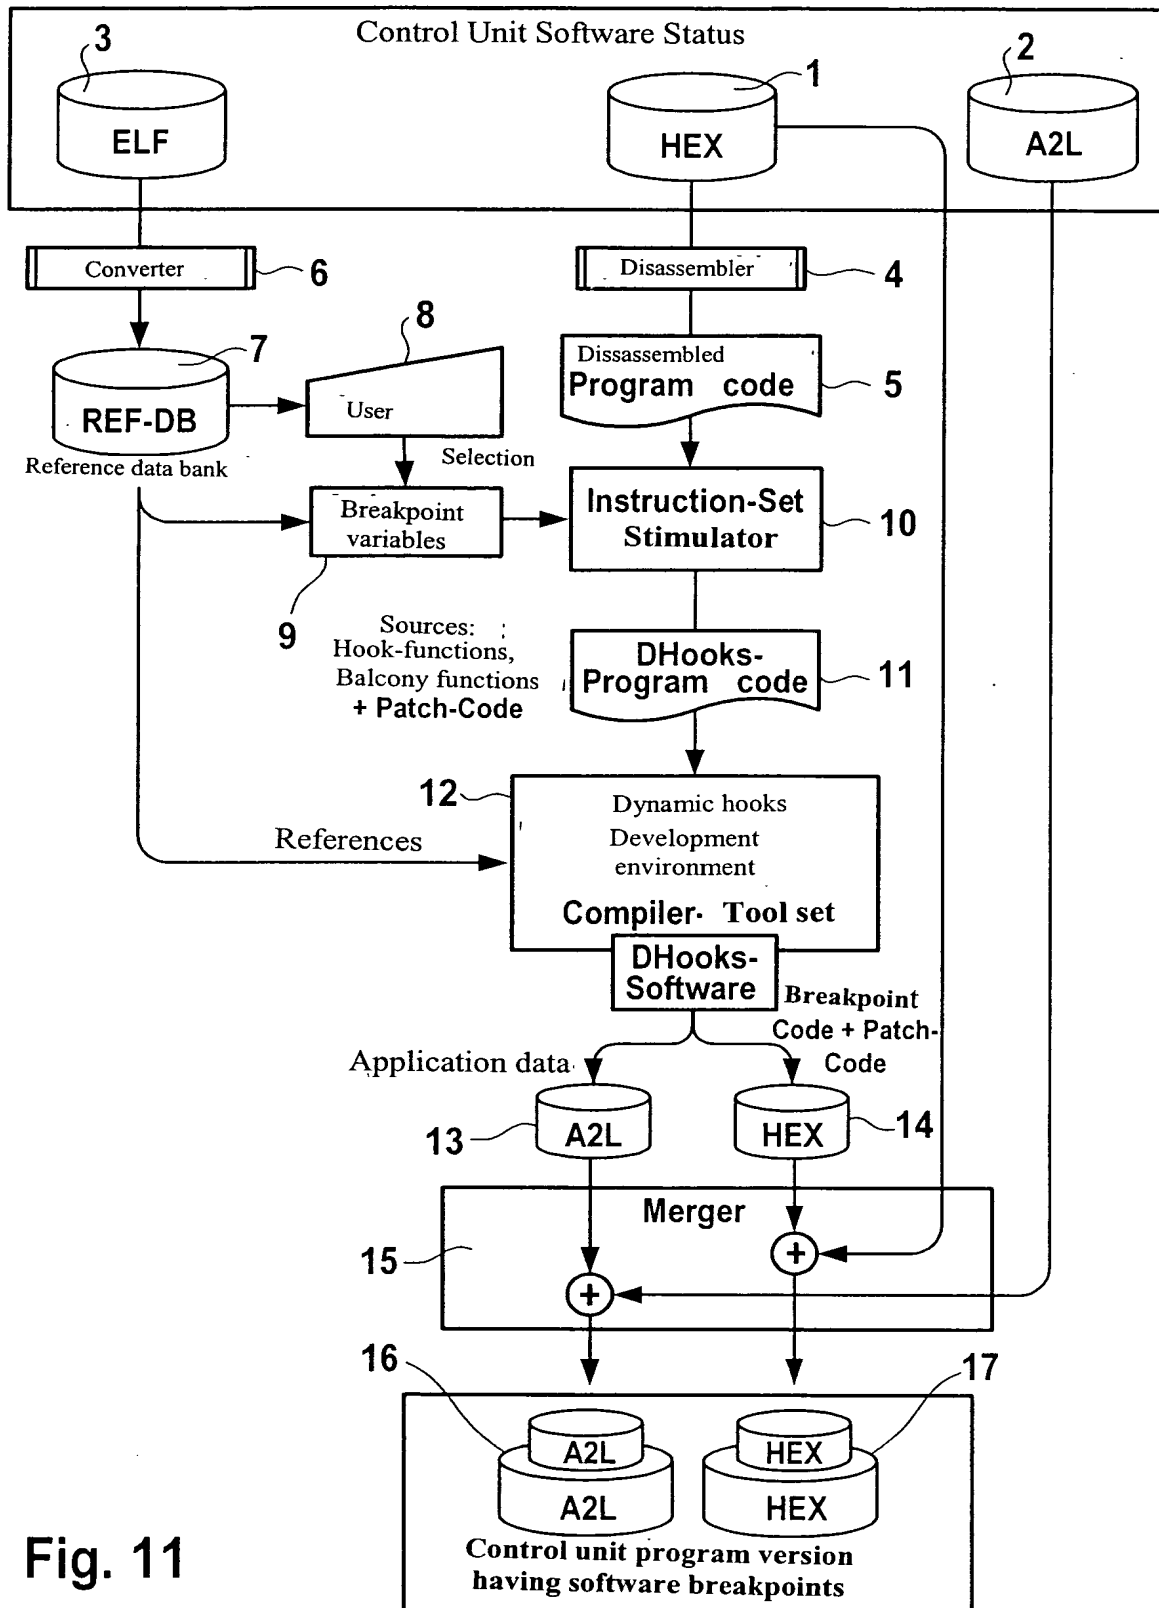 Control Unit Software Status
3
1
2
ELF
HEX
A2L
Converter
6
Disassembler
4
7
8
REF-DB
User
Dissassembled
Program code
5
Reference data bank
Selection
Breakpoint
variables
9
Instruction-Set
Stimulator
10
Sources:
Hook-functions,
Balcony functions
+ Patch-Code
DHooks-
Program code
11
12
Dynamic hooks
Development
environment
References
Compiler- Tool set
DHooks-
Software
Breakpoint
Code + Patch-
Code
Application data
13
A2L
HEX
14
Merger
15
+
+
16
17
A2L
A2L
HEX
HEX
Control unit program version
having software breakpoints
Fig. 11